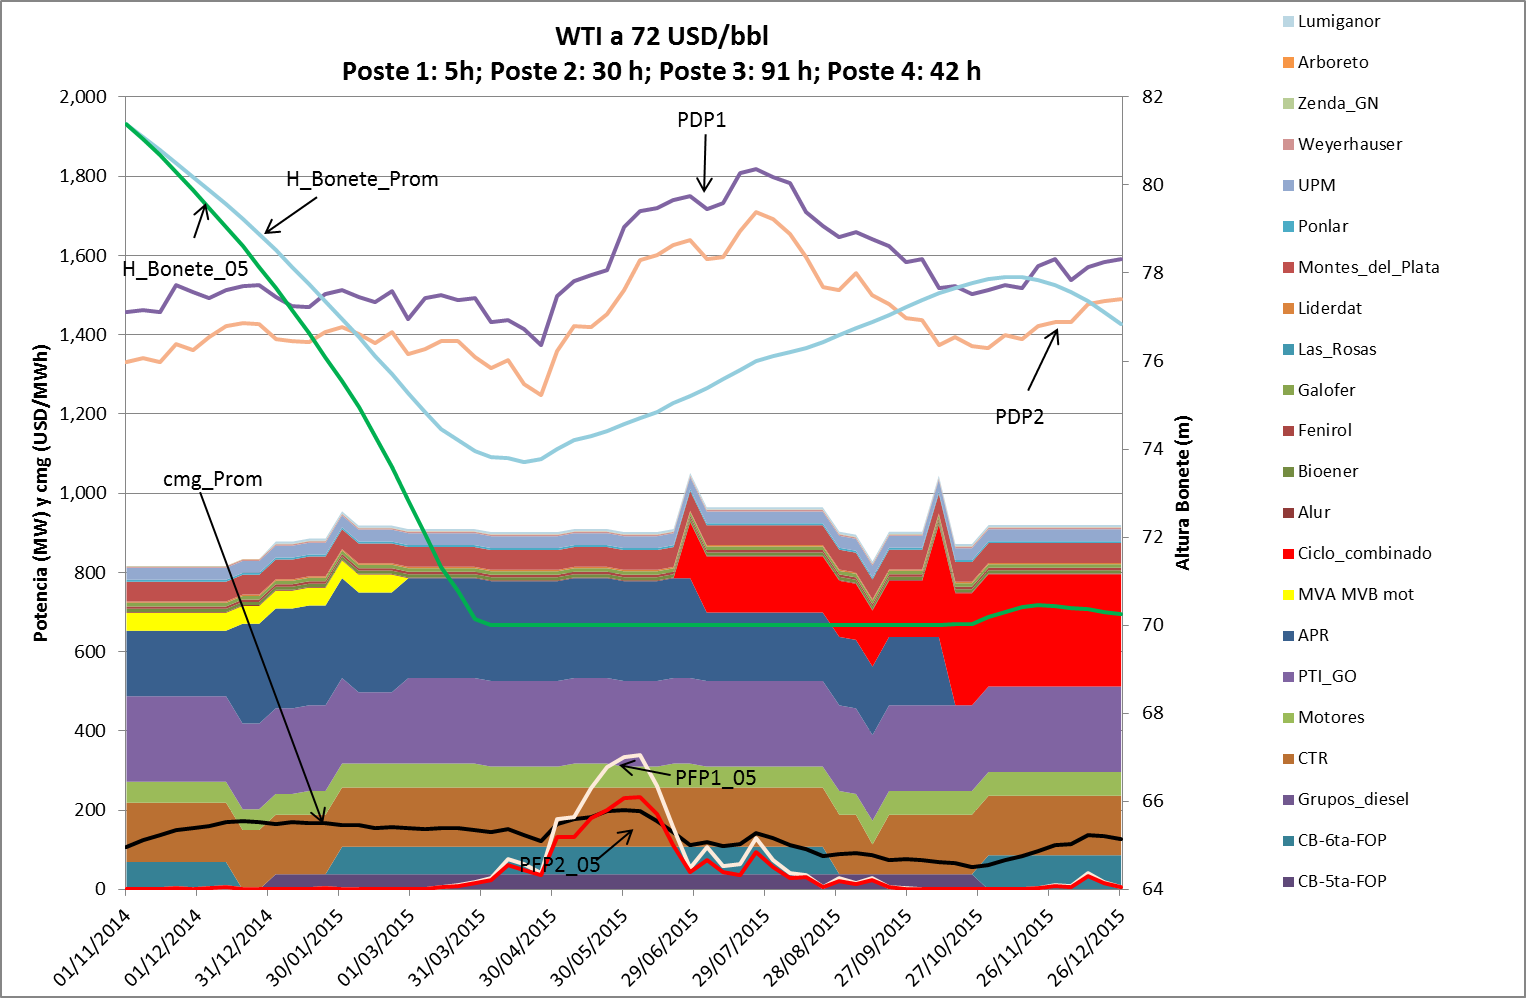 WTI a 72 USD/bbl
Poste 1: 5h; Poste 2: 30 h; Poste 3: 91 h; Poste 4: 42 h
Potencia (MW) y cmg (USD/MWh)
2,000
1,800
1,600
1,400
1,200
1,000
800
600
400
200
0
PDP1
H_Bonete_Prom
H_Bonete_05
PDP2
cmg_Prom
PFP1_05
PFP2_05
82
80
78
76
74
72
70
68
66
64
Altura Bonete (m)
01/11/2014
01/12/2014
31/12/2014
30/01/2015
01/03/2015
31/03/2015
30/04/2015
30/05/2015
29/06/2015
29/07/2015
28/08/2015
27/09/2015
27/10/2015
26/11/2015
26/12/2015
Lumiganor
Arboreto
Zenda_GN
Weyerhauser
UPM
Ponlar
Montes_del_Plata
Liderdat
Las_Rosas
Galofer
Fenirol
Bioener
Alur
Ciclo_combinado
MVA MVB mot
APR
PTI_GO
Motores
CTR
Grupos_diesel
CB-6ta-FOP
CB-5ta-FOP